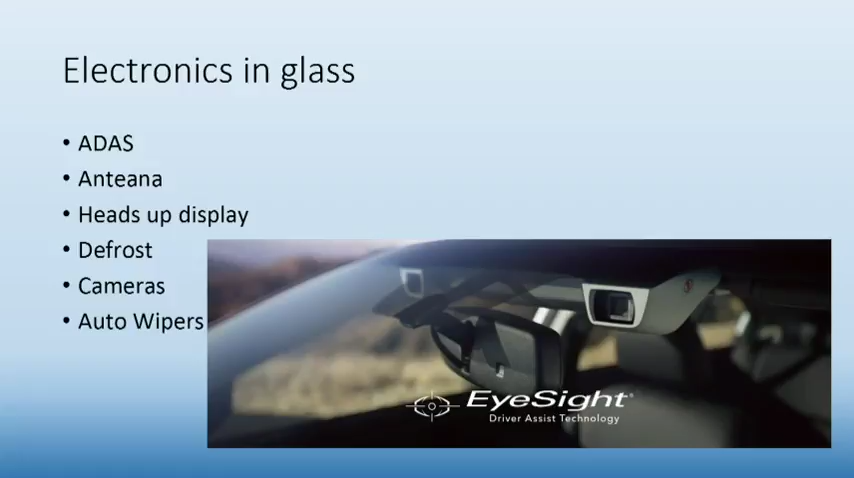 Electronics in glass
• ADAS
• Anteana
• Heads up display
• Defrost
• Cameras
• Auto Wipers
EyeSight®
Driver Assist Technology